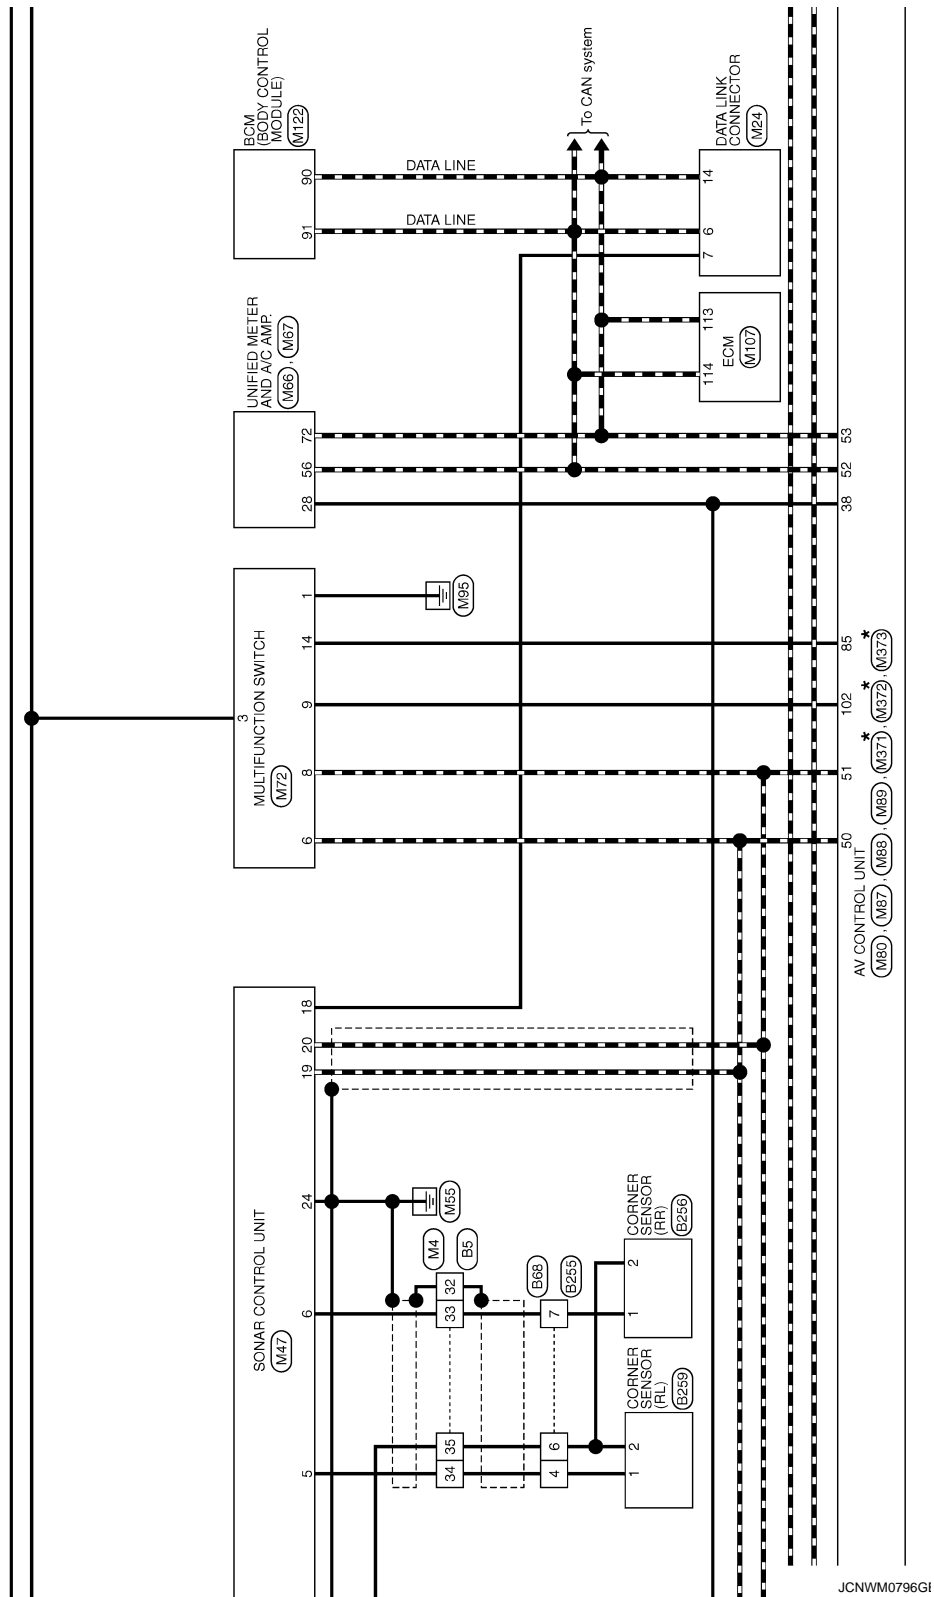 BCM
(BODY CONTROL
MODULE)
M122
90
91
DATA LINE
DATA LINE
To CAN system
DATA LINK
CONNECTOR
M24
14
6
7
UNIFIED METER
AND A/C AMP.
M66 , M67
72
56
28
113
114
ECM
M107
53
52
38
MULTIFUNCTION SWITCH
M72
3
1
14
9
8
6
M95
85
102
51
50
AV CONTROL UNIT
M80 , M87 , M88 , M89 , M371* , M372* , M373*
SONAR CONTROL UNIT
M47
18
20
19
24
6
5
M55
M4
B5
32
33
35
34
B68
B255
7
6
4
CORNER
SENSOR
(RR)
B256
2
1
CORNER
SENSOR
(RL)
B259
2
1
JCNWM0796GE